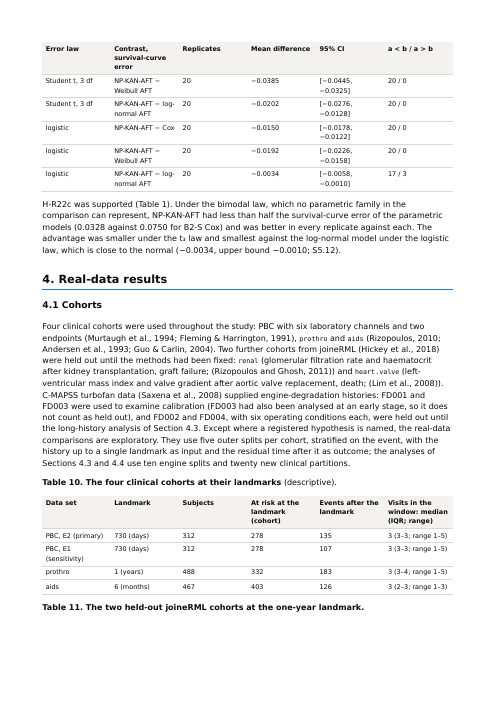 Error law
Contrast, survival-curve error
Replicates
Mean difference
95% CI
a < b / a > b
Student t, 3 df
NP-KAN-AFT − Weibull AFT
20
−0.0385
[−0.0445, −0.0325]
20 / 0
Student t, 3 df
NP-KAN-AFT − log-normal AFT
20
−0.0202
[−0.0276, −0.0128]
20 / 0
logistic
NP-KAN-AFT − Cox
20
−0.0150
[−0.0178, −0.0122]
20 / 0
logistic
NP-KAN-AFT − Weibull AFT
20
−0.0192
[−0.0226, −0.0158]
20 / 0
logistic
NP-KAN-AFT − log-normal AFT
20
−0.0034
[−0.0058, −0.0010]
17 / 3
H-R22c was supported (Table 1). Under the bimodal law, which no parametric family in the
comparison can represent, NP-KAN-AFT had less than half the survival-curve error of the parametric
models (0.0328 against 0.0750 for B2-S Cox) and was better in every replicate against each. The
advantage was smaller under the t₃ law and smallest against the log-normal model under the logistic
law, which is close to the normal (−0.0034, upper bound −0.0010; S5.12).
4. Real-data results
4.1 Cohorts
Four clinical cohorts were used throughout the study: PBC with six laboratory channels and two
endpoints (Murtaugh et al., 1994; Fleming & Harrington, 1991), prothro and aids (Rizopoulos, 2010;
Andersen et al., 1993; Guo & Carlin, 2004). Two further cohorts from joineRML (Hickey et al., 2018)
were held out until the methods had been fixed: renal (glomerular filtration rate and haematocrit
after kidney transplantation, graft failure; (Rizopoulos and Ghosh, 2011)) and heart.valve (left-
ventricular mass index and valve gradient after aortic valve replacement, death; (Lim et al., 2008)).
C-MAPSS turbofan data (Saxena et al., 2008) supplied engine-degradation histories: FD001 and
FD003 were used to examine calibration (FD003 had also been analysed at an early stage, so it does
not count as held out), and FD002 and FD004, with six operating conditions each, were held out until
the long-history analysis of Section 4.3. Except where a registered hypothesis is named, the real-
data comparisons are exploratory. They use five outer splits per cohort, stratified on the event, with
the history up to a single landmark as input and the residual time after it as outcome; the analyses of
Sections 4.3 and 4.4 use ten engine splits and twenty new clinical partitions.
Table 10. The four clinical cohorts at their landmarks (descriptive).
Data set
Landmark
Subjects
At risk at the landmark (cohort)
Events after the landmark
Visits in the window: median (IQR; range)
PBC, E2 (primary)
730 (days)
312
278
135
3 (3–3; range 1–5)
PBC, E1 (sensitivity)
730 (days)
312
278
107
3 (3–3; range 1–5)
prothro
1 (years)
488
332
183
3 (3–4; range 1–5)
aids
6 (months)
467
403
126
3 (2–3; range 1–3)
Table 11. The two held-out joineRML cohorts at the one-year landmark.